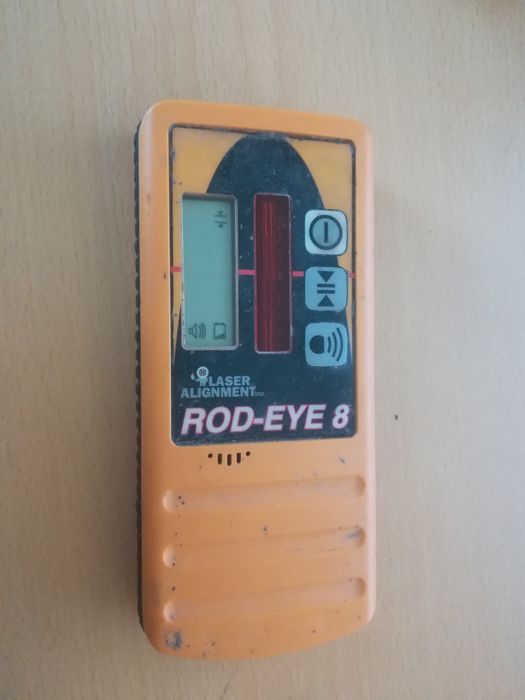 LASER
ALIGNMENT Inc.
ROD-EYE 8